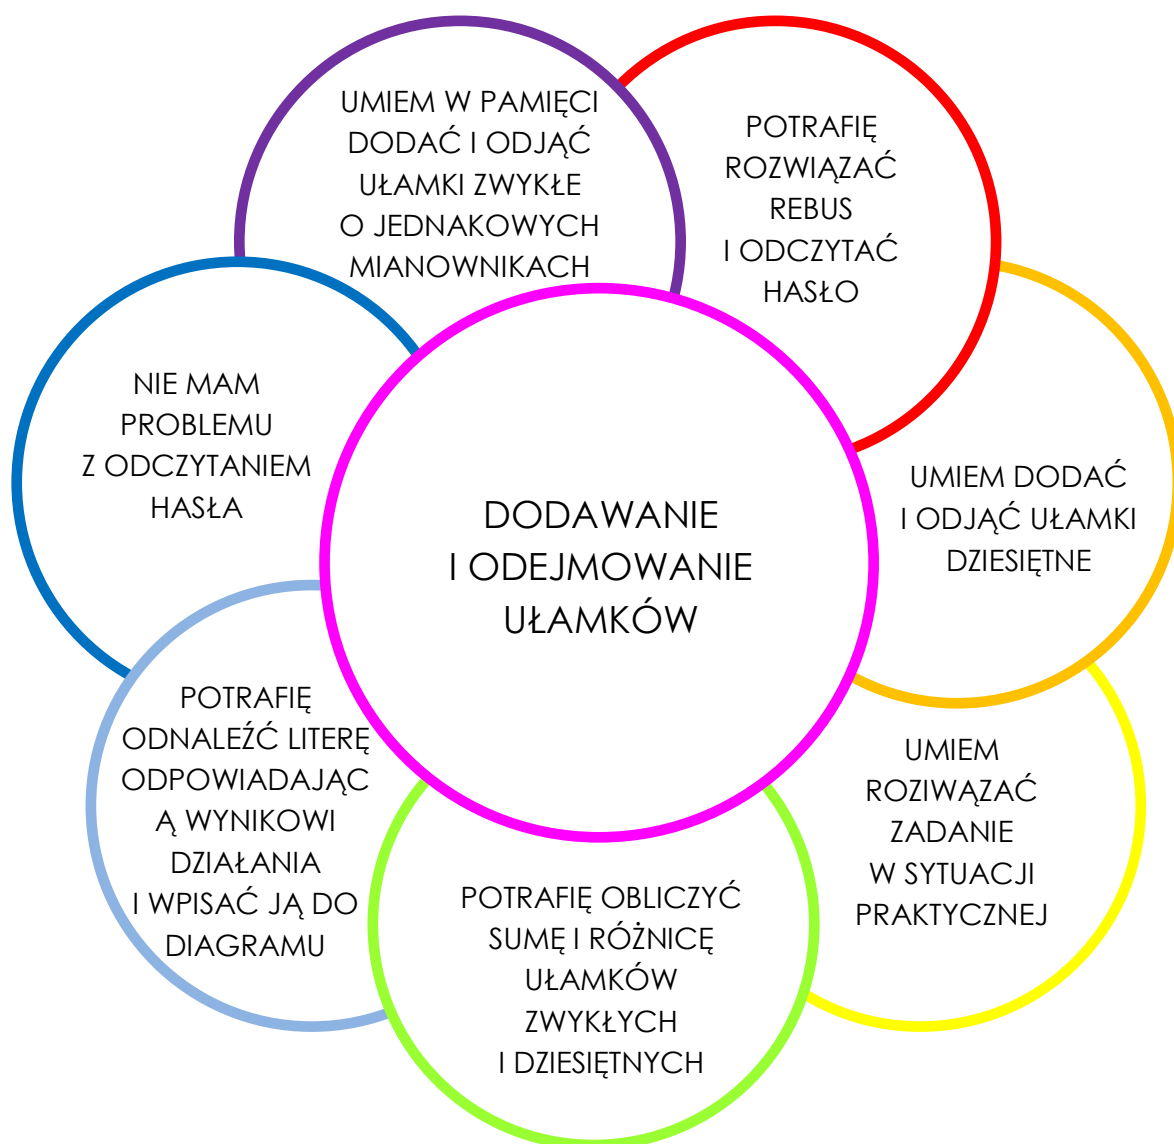 UMIEM W PAMIĘCI
DODAĆ I ODJĄĆ
UŁAMKI ZWYKŁE
O JEDNAKOWYCH
MIANOWNIKACH
POTRAFIĘ
ROZWIĄZAĆ
REBUS
I ODCZYTAĆ
HASŁO
NIE MAM
PROBLEMU
Z ODCZYTANIEM
HASŁA
DODAWANIE
I ODEJMOWANIE
UŁAMKÓW
UMIEM DODAĆ
I ODJĄĆ UŁAMKI
DZIESIĘTNE
POTRAFIĘ
ODNALEŹĆ LITERĘ
ODPOWIADAJĄC
Ą WYNIKOWI
DZIAŁANIA
I WPISAĆ JĄ DO
DIAGRAMU
POTRAFIĘ OBLICZYĆ
SUMĘ I RÓŻNICĘ
UŁAMKÓW
ZWYKŁYCH
I DZIESIĘTNYCH
UMIEM
ROZIWĄZAĆ
ZADANIE
W SYTUACJI
PRAKTYCZNEJ